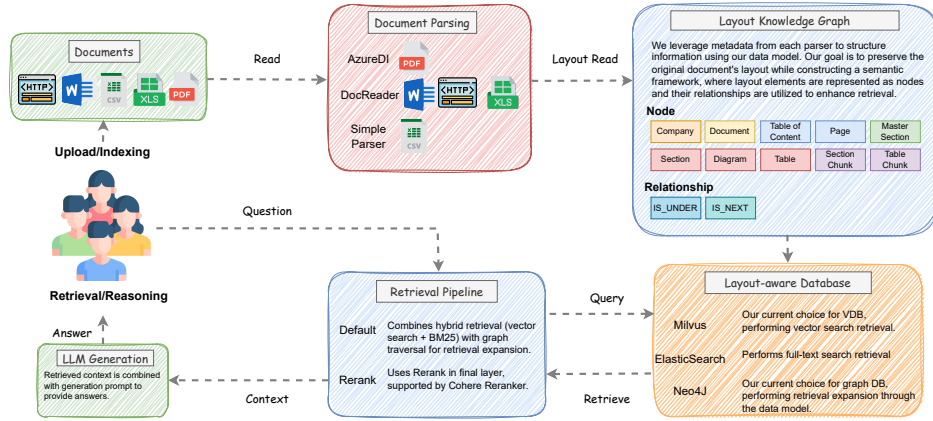 Documents
HTTP
W
CSV
XLS
PDF
Read
Document Parsing
AzureDI
PDF
DocReader
W
HTTP
XLS
Simple
Parser
CSV
Layout Read
Layout Knowledge Graph
We leverage metadata from each parser to structure
information using our data model. Our goal is to preserve the
original document's layout while constructing a semantic
framework, where layout elements are represented as nodes
and their relationships are utilized to enhance retrieval.
Node
Company
Document
Table of
Content
Page
Master
Section
Section
Diagram
Table
Section
Chunk
Table
Chunk
Relationship
IS_UNDER
IS_NEXT
Upload/Indexing
Retrieval/Reasoning
Question
Answer
LLM Generation
Retrieved context is combined
with generation prompt to
provide answers.
Context
Retrieval Pipeline
Default
Combines hybrid retrieval (vector
search + BM25) with graph
traversal for retrieval expansion.
Rerank
Uses Rerank in final layer,
supported by Cohere Reranker.
Query
Retrieve
Layout-aware Database
Milvus
Our current choice for VDB,
performing vector search retrieval.
ElasticSearch
Performs full-text search retrieval
Neo4J
Our current choice for graph DB,
performing retrieval expansion through
the data model.